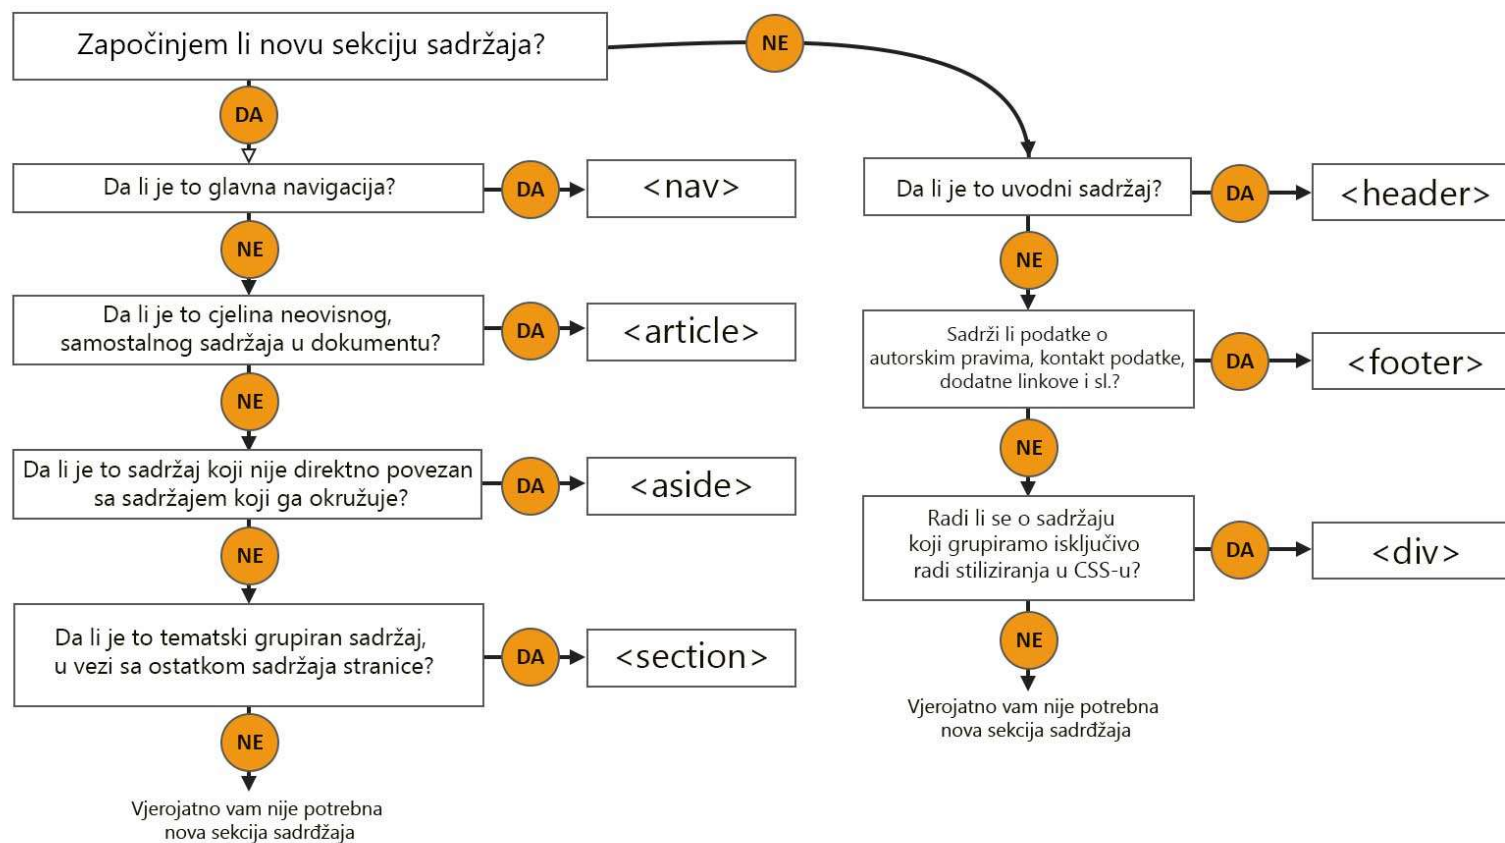 Započinjem li novu sekciju sadržaja?
NE
DA
Da li je to glavna navigacija?
DA
<nav>
NE
Da li je to cjelina neovisnog,
samostalnog sadržaja u dokumentu?
DA
<article>
NE
Da li je to sadržaj koji nije direktno povezan
sa sadržajem koji ga okružuje?
DA
<aside>
NE
Da li je to tematski grupiran sadržaj,
u vezi sa ostatkom sadržaja stranice?
DA
<section>
NE
Vjerojatno vam nije potrebna
nova sekcija sadrđžaja
Da li je to uvodni sadržaj?
DA
<header>
NE
Sadrži li podatke o
autorskim pravima, kontakt podatke,
dodatne linkove i sl.?
DA
<footer>
NE
Radi li se o sadržaju
koji grupiramo isključivo
radi stiliziranja u CSS-u?
DA
<div>
NE
Vjerojatno vam nije potrebna
nova sekcija sadrđžaja